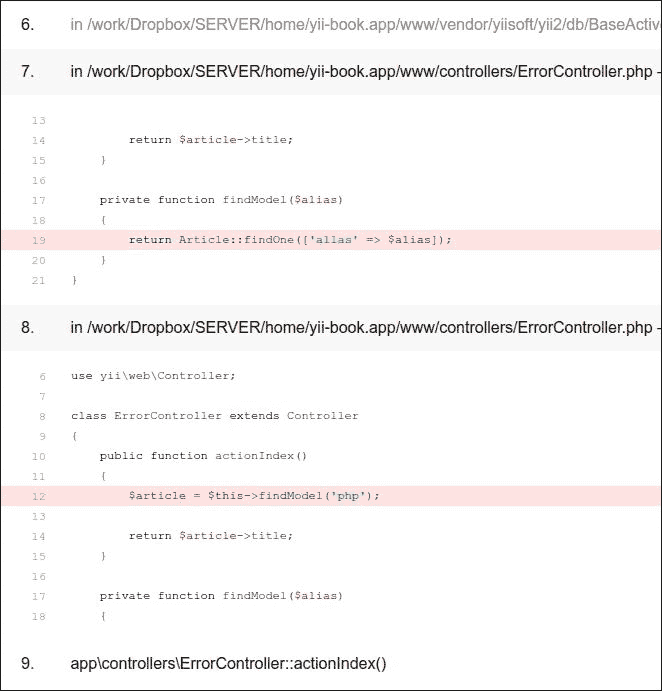 6. in /work/Dropbox/SERVER/home/yii-book.app/www/vendor/yiisoft/yii2/db/BaseActiv
7. in /work/Dropbox/SERVER/home/yii-book.app/www/controllers/ErrorController.php -
13
14 return $article->title;
15 }
16
17 private function findModel($alias)
18 {
19 return Article::findOne(['allas' => $alias]);
20 }
21 }
8. in /work/Dropbox/SERVER/home/yii-book.app/www/controllers/ErrorController.php -
6 use yii\web\Controller;
7
8 class ErrorController extends Controller
9 {
10 public function actionIndex()
11 {
12 $article = $this->findModel('php');
13
14 return $article->title;
15 }
16
17 private function findModel($alias)
18 {
9. app\controllers\ErrorController::actionIndex()